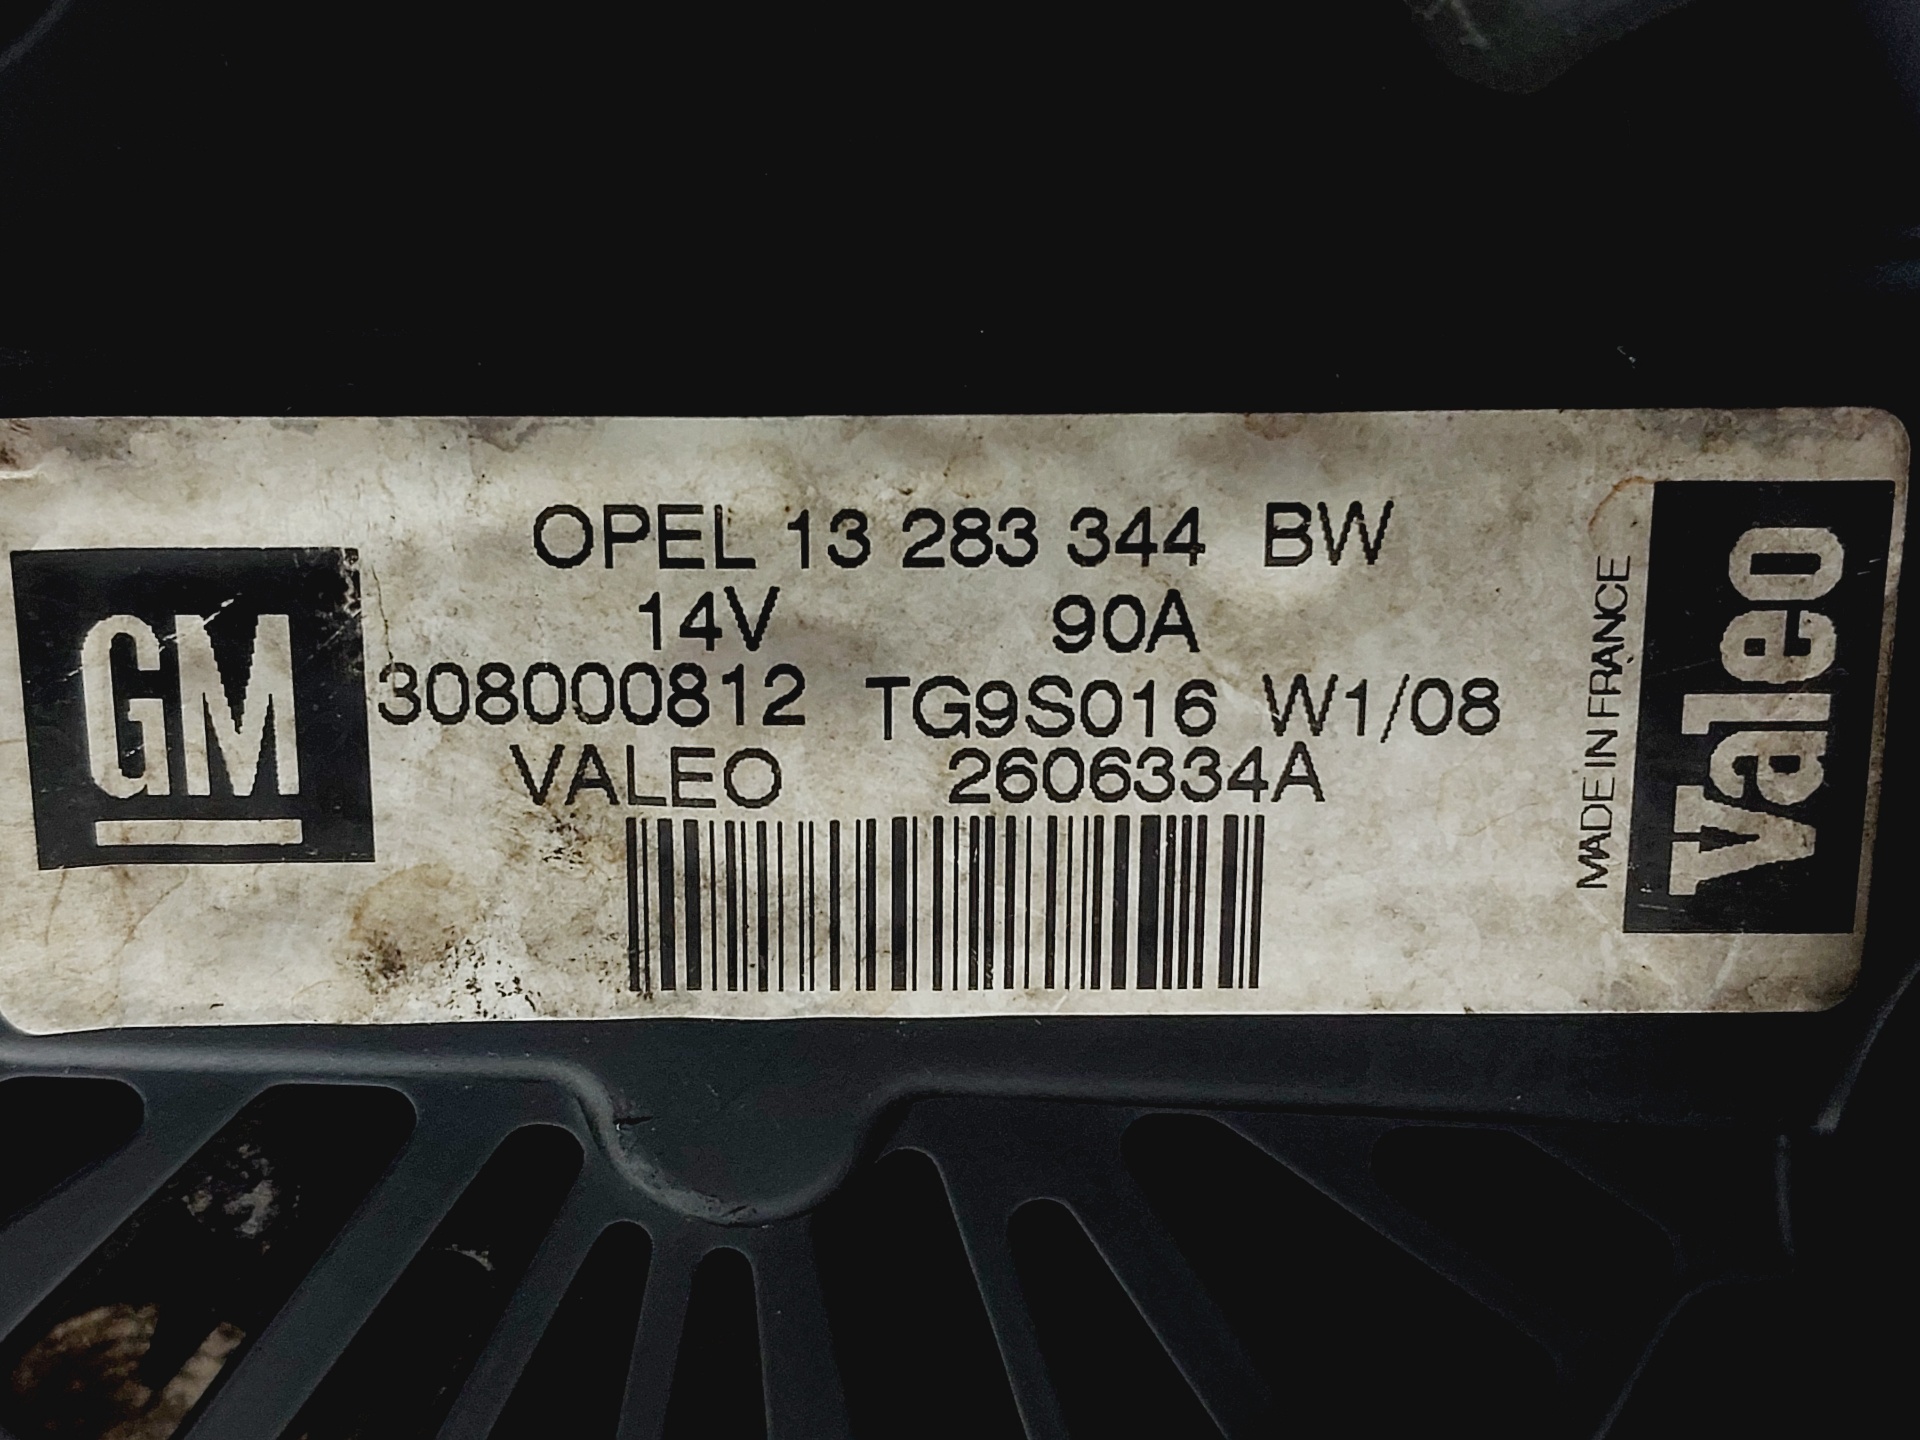 GM
OPEL 13 283 344 BW
14V 90A
308000812 TG9S016 W1/08
VALEO 2606334A
MADE IN FRANCE
Valeo